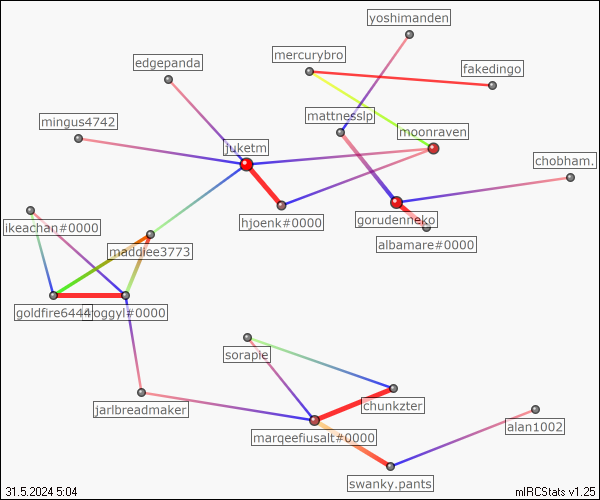 yoshimanden
mercurybro
edgepanda
fakedingo
mattnesslp
mingus4742
moonraven
juketm
chobham.
gorudenneko
hjoenk#0000
ikeachan#0000
albamare#0000
maddiee3773
goldfire6444
froggyl#0000
sorapie
chunkzter
jarlbreadmaker
alan1002
marqeefiusalt#0000
swanky.pants
31.5.2024 5:04
mIRCStats v1.25